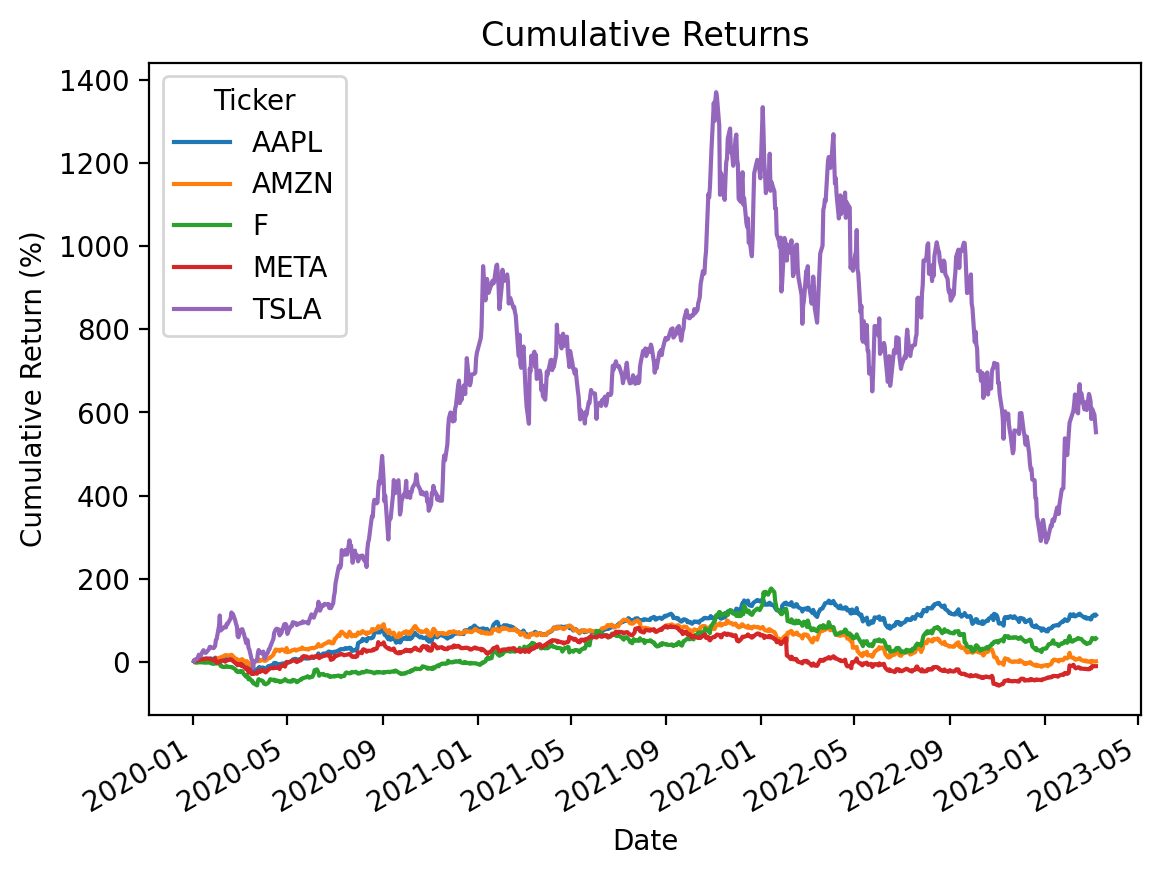 Cumulative Returns
Cumulative Return (%)
1400
1200
1000
800
600
400
200
0
Ticker
AAPL
AMZN
F
META
TSLA
2020-01
2020-05
2020-09
2021-01
2021-05
2021-09
2022-01
2022-05
2022-09
2023-01
2023-05
Date